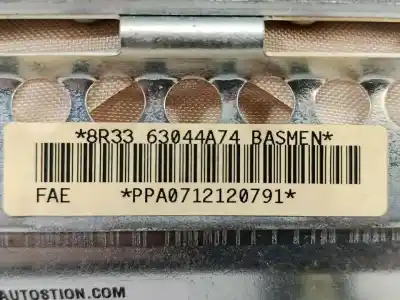 *8R33 63044A74 BASMEN*
FAE *PPA0712120791*
AUTOSTION.COM